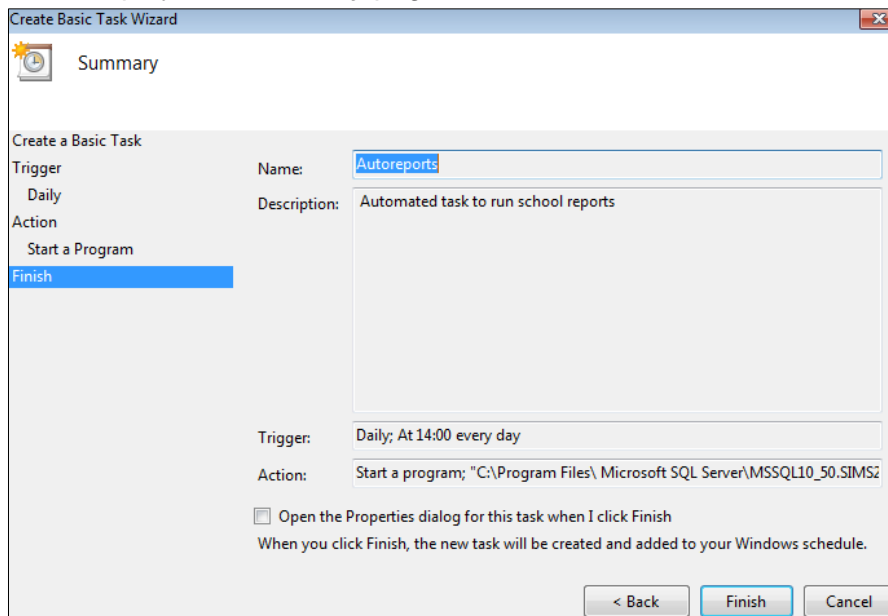 Create Basic Task Wizard
Summary
Create a Basic Task
Trigger
Daily
Action
Start a Program
Finish
Name: Autoreports
Description: Automated task to run school reports
Trigger: Daily; At 14:00 every day
Action: Start a program; "C:\Program Files\ Microsoft SQL Server\MSSQL10_50.SIMS2
Open the Properties dialog for this task when I click Finish
When you click Finish, the new task will be created and added to your Windows schedule.
< Back Finish Cancel